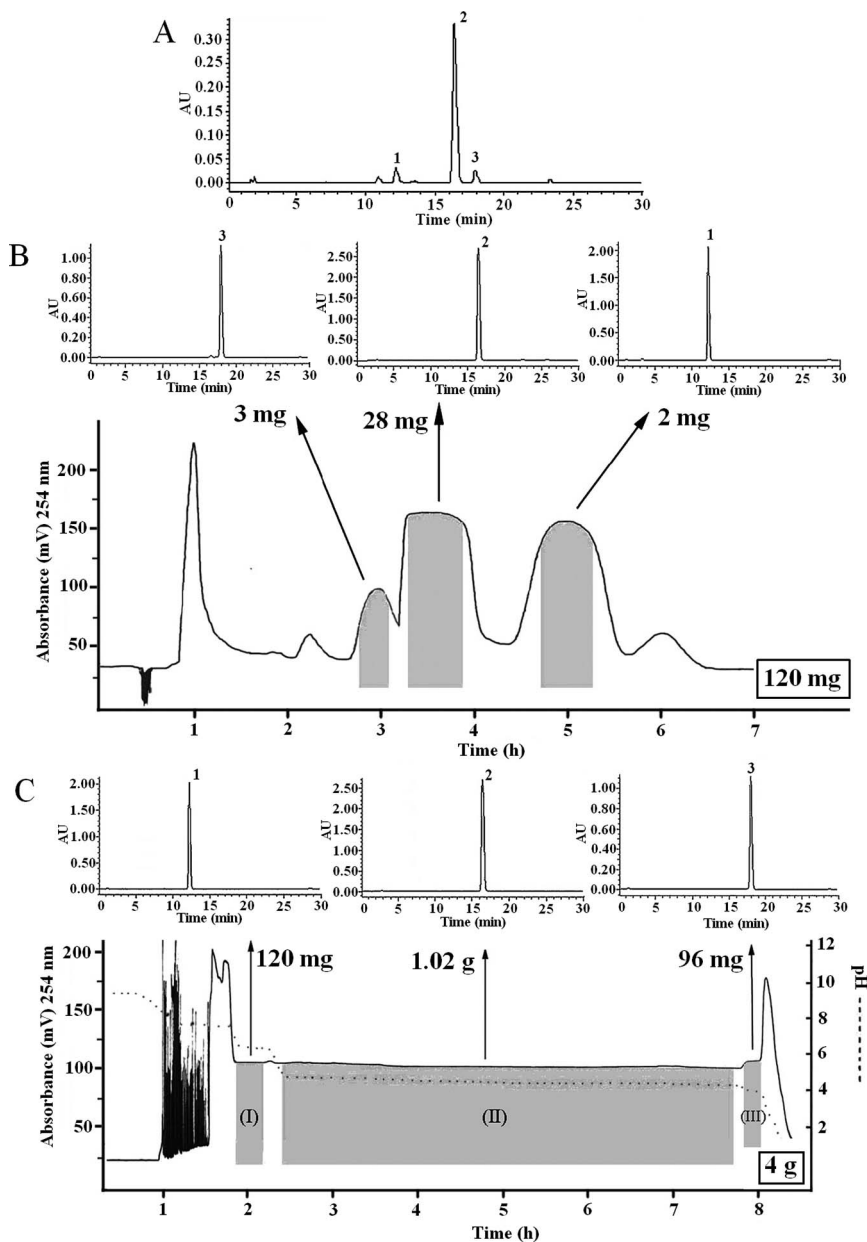 A
AU
0.30
0.25
0.20
0.15
0.10
0.05
0.00
1
2
3
0 5 10 15 20 25 30
Time (min)
B
AU
1.00
0.80
0.60
0.40
0.20
0.00
3
0 5 10 15 20 25 30
Time (min)
AU
2.50
2.00
1.50
1.00
0.50
0.00
2
0 5 10 15 20 25 30
Time (min)
AU
2.00
1.50
1.00
0.50
0.00
1
0 5 10 15 20 25 30
Time (min)
3 mg
28 mg
2 mg
Absorbance (mV) 254 nm
200
150
100
50
120 mg
1 2 3 4 5 6 7
Time (h)
C
AU
2.00
1.50
1.00
0.50
0.00
1
0 5 10 15 20 25 30
Time (min)
AU
2.50
2.00
1.50
1.00
0.50
0.00
2
0 5 10 15 20 25 30
Time (min)
AU
1.00
0.80
0.60
0.40
0.20
0.00
3
0 5 10 15 20 25 30
Time (min)
120 mg
1.02 g
96 mg
Absorbance (mV) 254 nm
200
150
100
50
12
10
8
6
4
2
pH
(I)
(II)
(III)
4 g
1 2 3 4 5 6 7 8
Time (h)